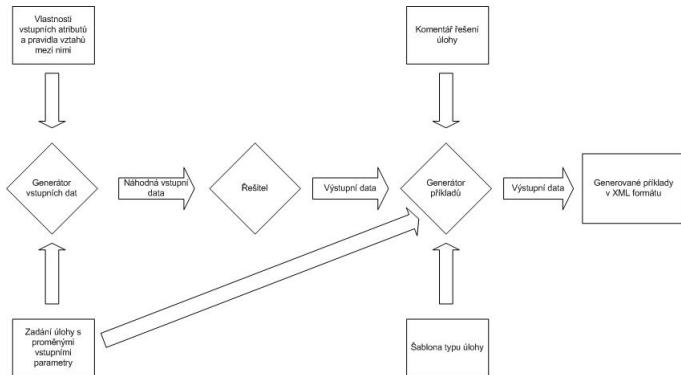 Vlastnosti
vstupních atributů
a pravidla vztahů
mezi nimi
Komentář řešení
úlohy
Generátor
vstupních dat
Náhodná vstupní
data
Řešitel
Výstupní data
Generátor
příkladů
Výstupní data
Generované příklady
v XML formátu
Zadání úlohy s
proměnými
vstupními
parametry
Šablona typu úlohy